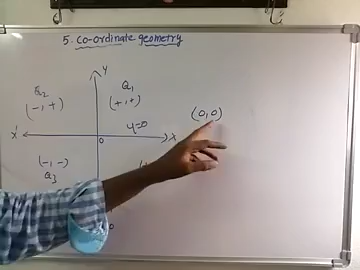 5. Co-ordinate geometry
Y
Q2 Q1
(-,+) (+,+)
(0,0)
y=0
X' 0 X
(-,-)
Q3